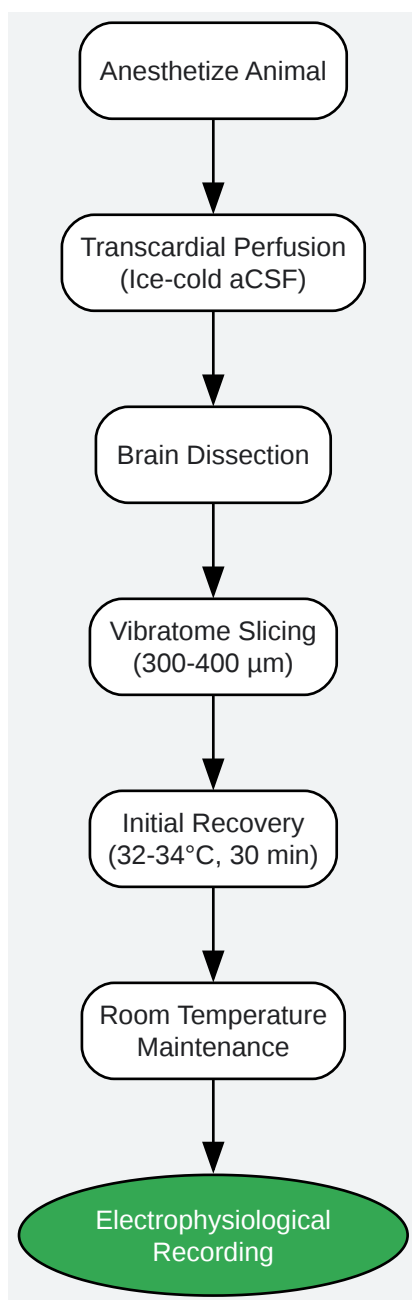 Anesthetize Animal
Transcardial Perfusion
(Ice-cold aCSF)
Brain Dissection
Vibratome Slicing
(300-400 µm)
Initial Recovery
(32-34°C, 30 min)
Room Temperature
Maintenance
Electrophysiological
Recording